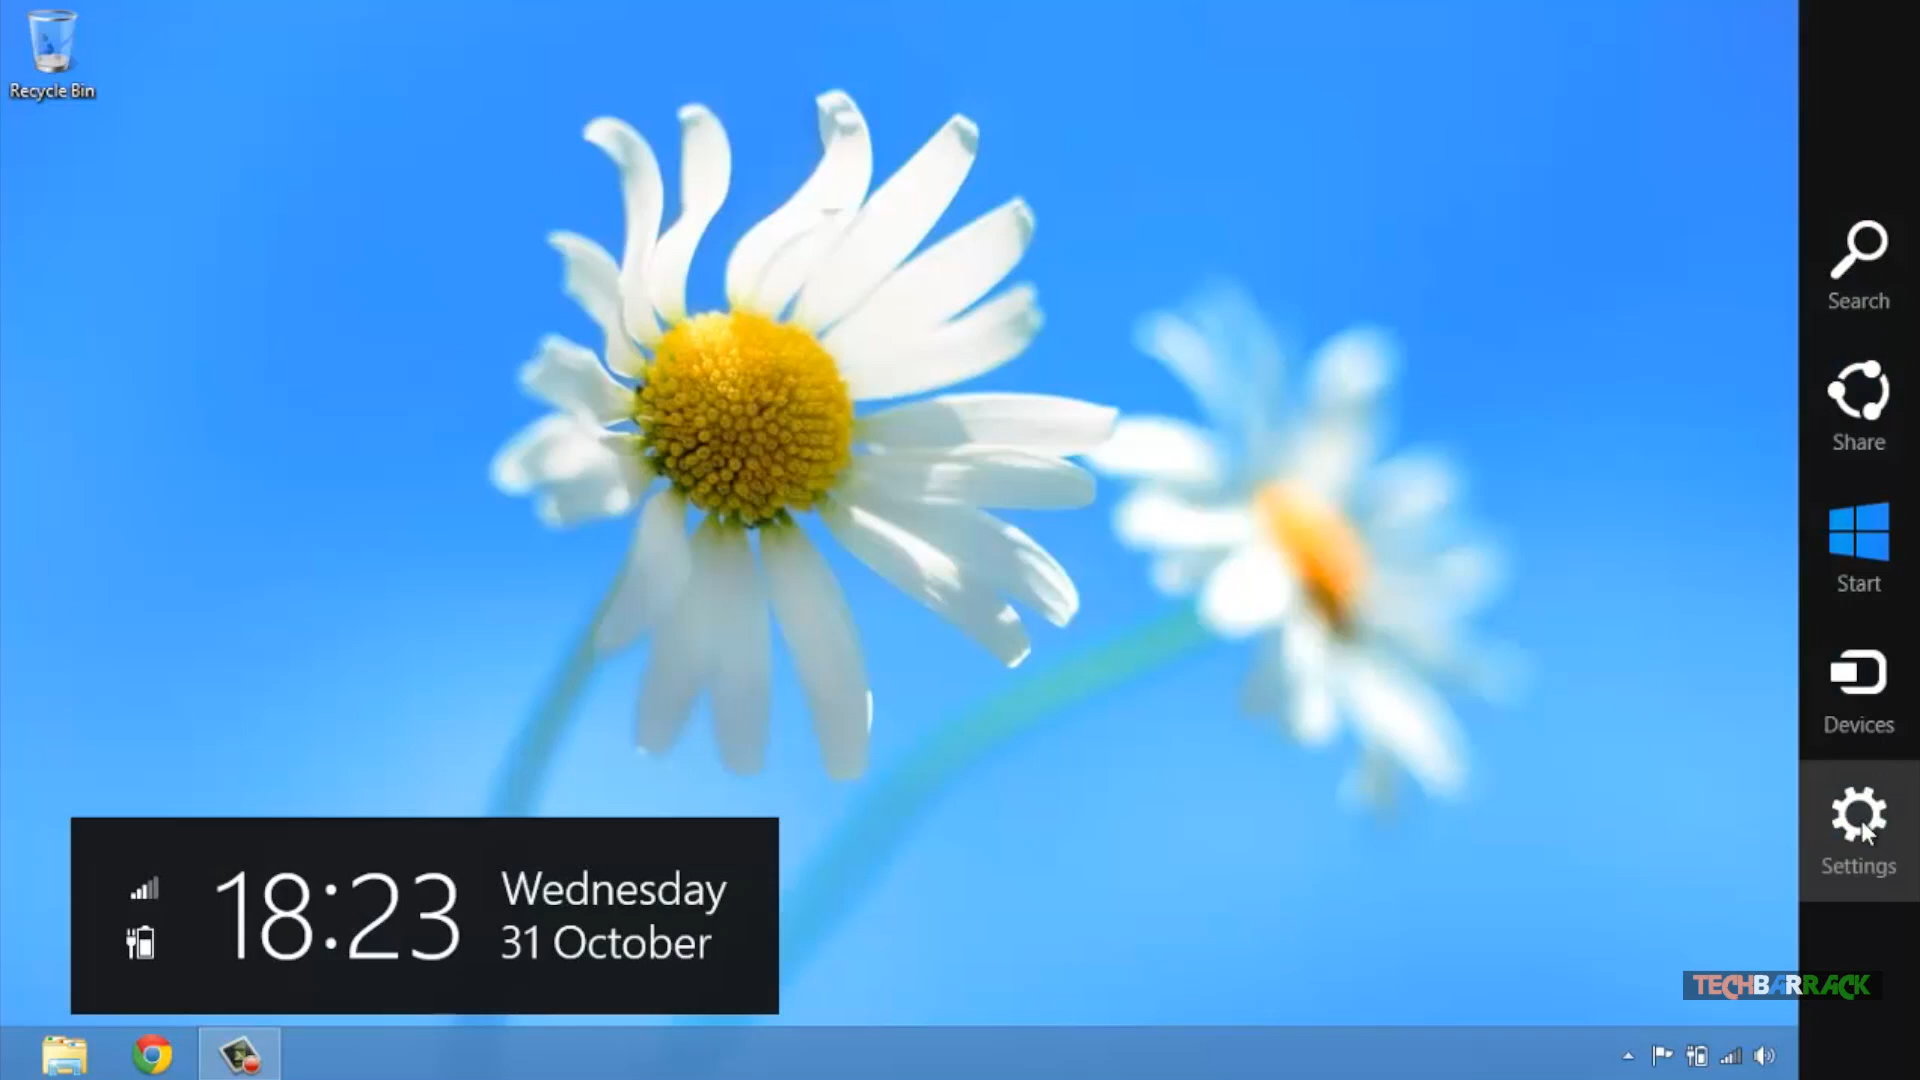 Recycle Bin
Search
Share
Start
Devices
Settings
18:23
Wednesday
31 October
TECHBARRACK